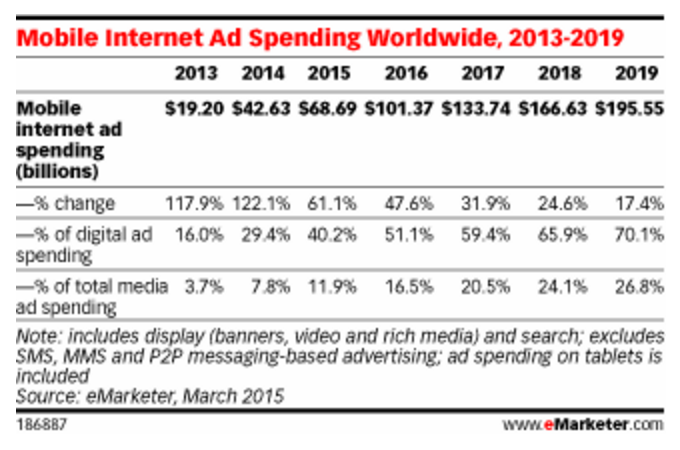 Mobile Internet Ad Spending Worldwide, 2013-2019
2013 2014 2015 2016 2017 2018 2019
Mobile $19.20 $42.63 $68.69 $101.37 $133.74 $166.63 $195.55
internet ad
spending
(billions)
—% change 117.9% 122.1% 61.1% 47.6% 31.9% 24.6% 17.4%
—% of digital ad 16.0% 29.4% 40.2% 51.1% 59.4% 65.9% 70.1%
spending
—% of total media 3.7% 7.8% 11.9% 16.5% 20.5% 24.1% 26.8%
ad spending
Note: includes display (banners, video and rich media) and search; excludes
SMS, MMS and P2P messaging-based advertising; ad spending on tablets is
included
Source: eMarketer, March 2015
186887 www.eMarketer.com